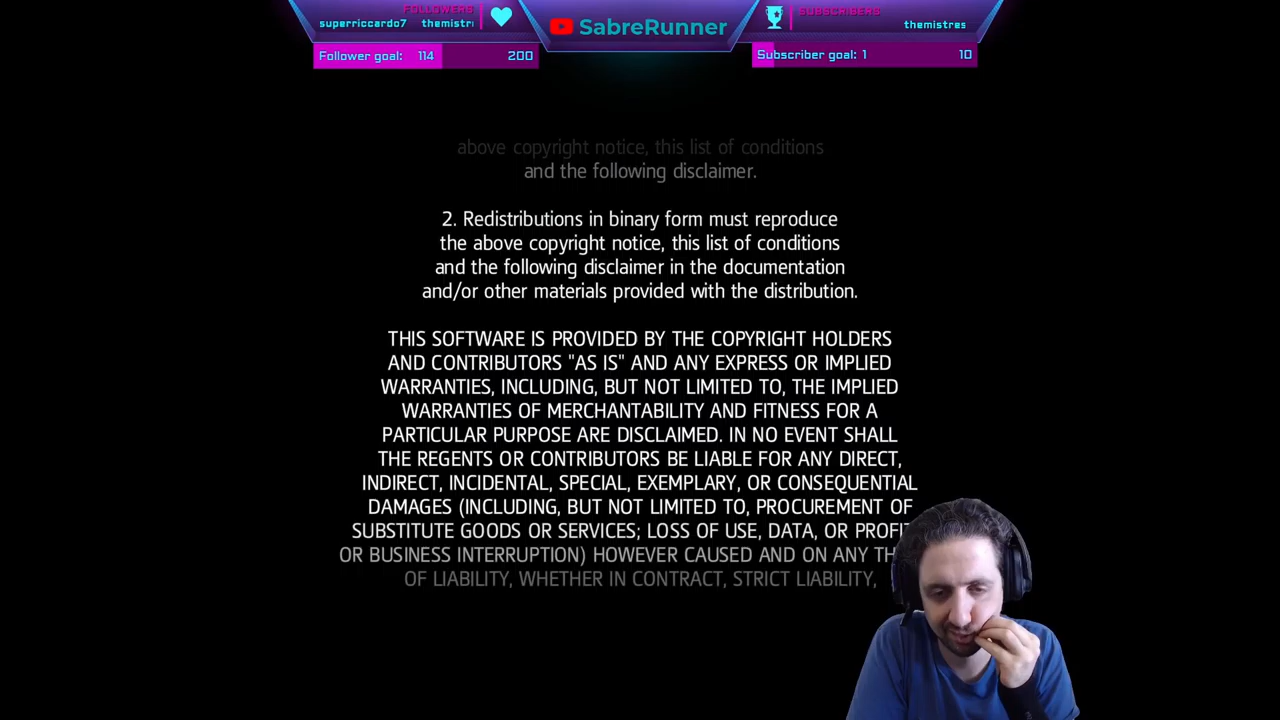 FOLLOWERS
superriccardo7 themistr
SabreRunner
SUBSCRIBERS
themistres
Follower goal: 114 200
Subscriber goal: 1 10
above copyright notice, this list of conditions
and the following disclaimer.
2. Redistributions in binary form must reproduce
the above copyright notice, this list of conditions
and the following disclaimer in the documentation
and/or other materials provided with the distribution.
THIS SOFTWARE IS PROVIDED BY THE COPYRIGHT HOLDERS
AND CONTRIBUTORS "AS IS" AND ANY EXPRESS OR IMPLIED
WARRANTIES, INCLUDING, BUT NOT LIMITED TO, THE IMPLIED
WARRANTIES OF MERCHANTABILITY AND FITNESS FOR A
PARTICULAR PURPOSE ARE DISCLAIMED. IN NO EVENT SHALL
THE REGENTS OR CONTRIBUTORS BE LIABLE FOR ANY DIRECT,
INDIRECT, INCIDENTAL, SPECIAL, EXEMPLARY, OR CONSEQUENTIAL
DAMAGES (INCLUDING, BUT NOT LIMITED TO, PROCUREMENT OF
SUBSTITUTE GOODS OR SERVICES; LOSS OF USE, DATA, OR PROFIT
OR BUSINESS INTERRUPTION) HOWEVER CAUSED AND ON ANY TH
OF LIABILITY, WHETHER IN CONTRACT, STRICT LIABILITY,